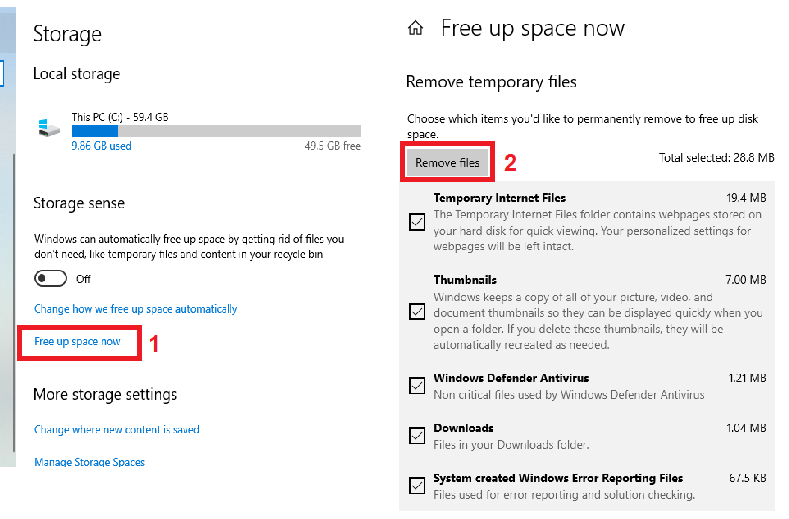 Storage
Local storage
This PC (C:) - 59.4 GB
9.86 GB used
49.5 GB free
Storage sense
Windows can automatically free up space by getting rid of files you
don't need, like temporary files and content in your recycle bin
Off
Change how we free up space automatically
Free up space now
1
More storage settings
Change where new content is saved
Manage Storage Spaces
Free up space now
Remove temporary files
Choose which items you'd like to permanently remove to free up disk
space.
Remove files
2
Total selected: 28.8 MB
Temporary Internet Files 19.4 MB
The Temporary Internet Files folder contains webpages stored on
your hard disk for quick viewing. Your personalized settings for
webpages will be left intact.
Thumbnails 7.00 MB
Windows keeps a copy of all of your picture, video, and
document thumbnails so they can be displayed quickly when you
open a folder. If you delete these thumbnails, they will be
automatically recreated as needed.
Windows Defender Antivirus 1.21 MB
Non critical files used by Windows Defender Antivirus
Downloads 1.04 MB
Files in your Downloads folder.
System created Windows Error Reporting Files 67.5 KB
Files used for error reporting and solution checking.